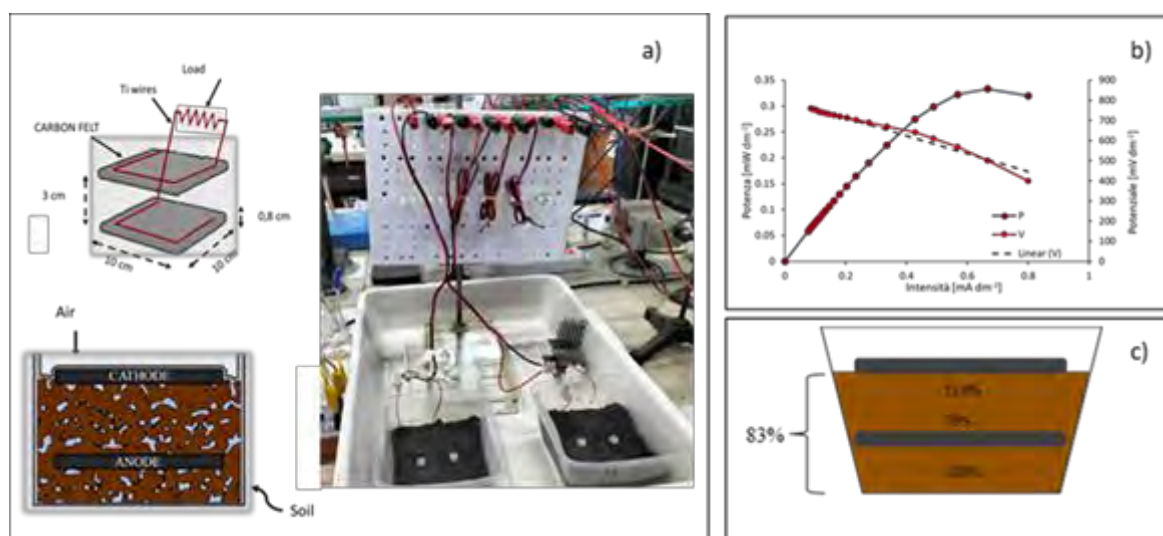 a)
Load
Ti wires
CARBON FELT
3 cm
0,8 cm
10 cm
10 cm
Air
CATHODE
ANODE
Soil
b)
0.35
0.3
0.25
0.2
0.15
0.1
0.05
0
Potenza [mW dm-2]
900
800
700
600
500
400
300
200
100
0
Potenziale [mV dm-2]
P
V
Linear (V)
0
0.2
0.4
0.6
0.8
1
Intensità [mA dm-2]
c)
83%